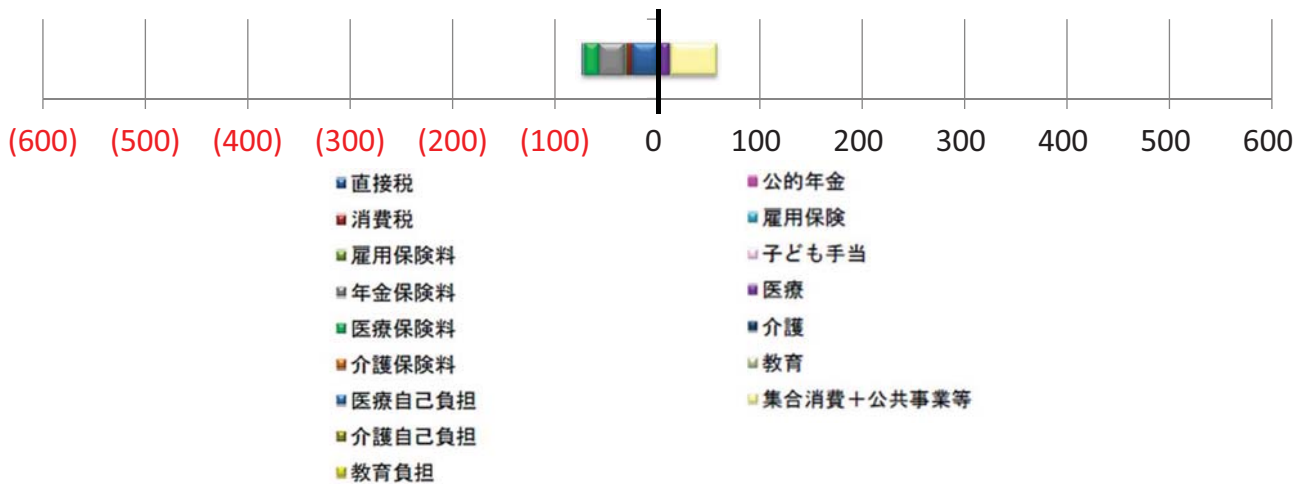 (600) (500) (400) (300) (200) (100) 0 100 200 300 400 500 600
直接税
消費税
雇用保険料
年金保険料
医療保険料
介護保険料
医療自己負担
介護自己負担
教育負担
公的年金
雇用保険
子ども手当
医療
介護
教育
集合消費＋公共事業等